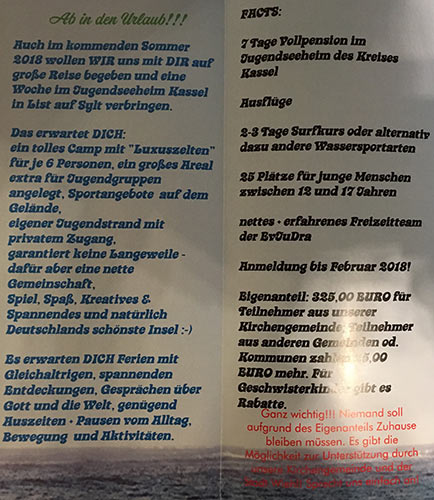 Ab in den Urlaub!!!
Auch im kommenden Sommer
2018 wollen WIR uns mit DIR auf
große Reise begeben und eine
Woche im Jugendseeheim Kassel
in List auf Sylt verbringen.
Das erwartet DICH:
ein tolles Camp mit "Luxuszelten"
für je 6 Personen, ein großes Areal
extra für Jugendgruppen
angelegt, Sportangebote auf dem
Gelände,
eigener Jugendstrand mit
privatem Zugang,
garantiert keine Langeweile -
dafür aber eine nette
Gemeinschaft,
Spiel, Spaß, Kreatives &
Spannendes und natürlich
Deutschlands schönste Insel :-)
Es erwarten DICH Ferien mit
Gleichaltrigen, spannenden
Entdeckungen, Gesprächen über
Gott und die Welt, genügend
Auszeiten - Pausen vom Alltag,
Bewegung und Aktivitäten.
FACTS:
7 Tage Vollpension im
Jugendseeheim des Kreises
Kassel
Ausflüge
2-3 Tage Surfkurs oder alternativ
dazu andere Wassersportarten
25 Plätze für junge Menschen
zwischen 12 und 17 Jahren
nettes - erfahrenes Freizeitteam
der EvJuDra
Anmeldung bis Februar 2018!
Eigenanteil: 325,00 EURO für
Teilnehmer aus unserer
Kirchengemeinde; Teilnehmer
aus anderen Gemeinden od.
Kommunen zahlen 5,00
EURO mehr. Für
Geschwisterkinder gibt es
Rabatte.
Ganz wichtig!!! Niemand soll
aufgrund des Eigenanteils Zuhause
bleiben müssen. Es gibt die
Möglichkeit zur Unterstützung durch
unsere Kirchengemeinde und der